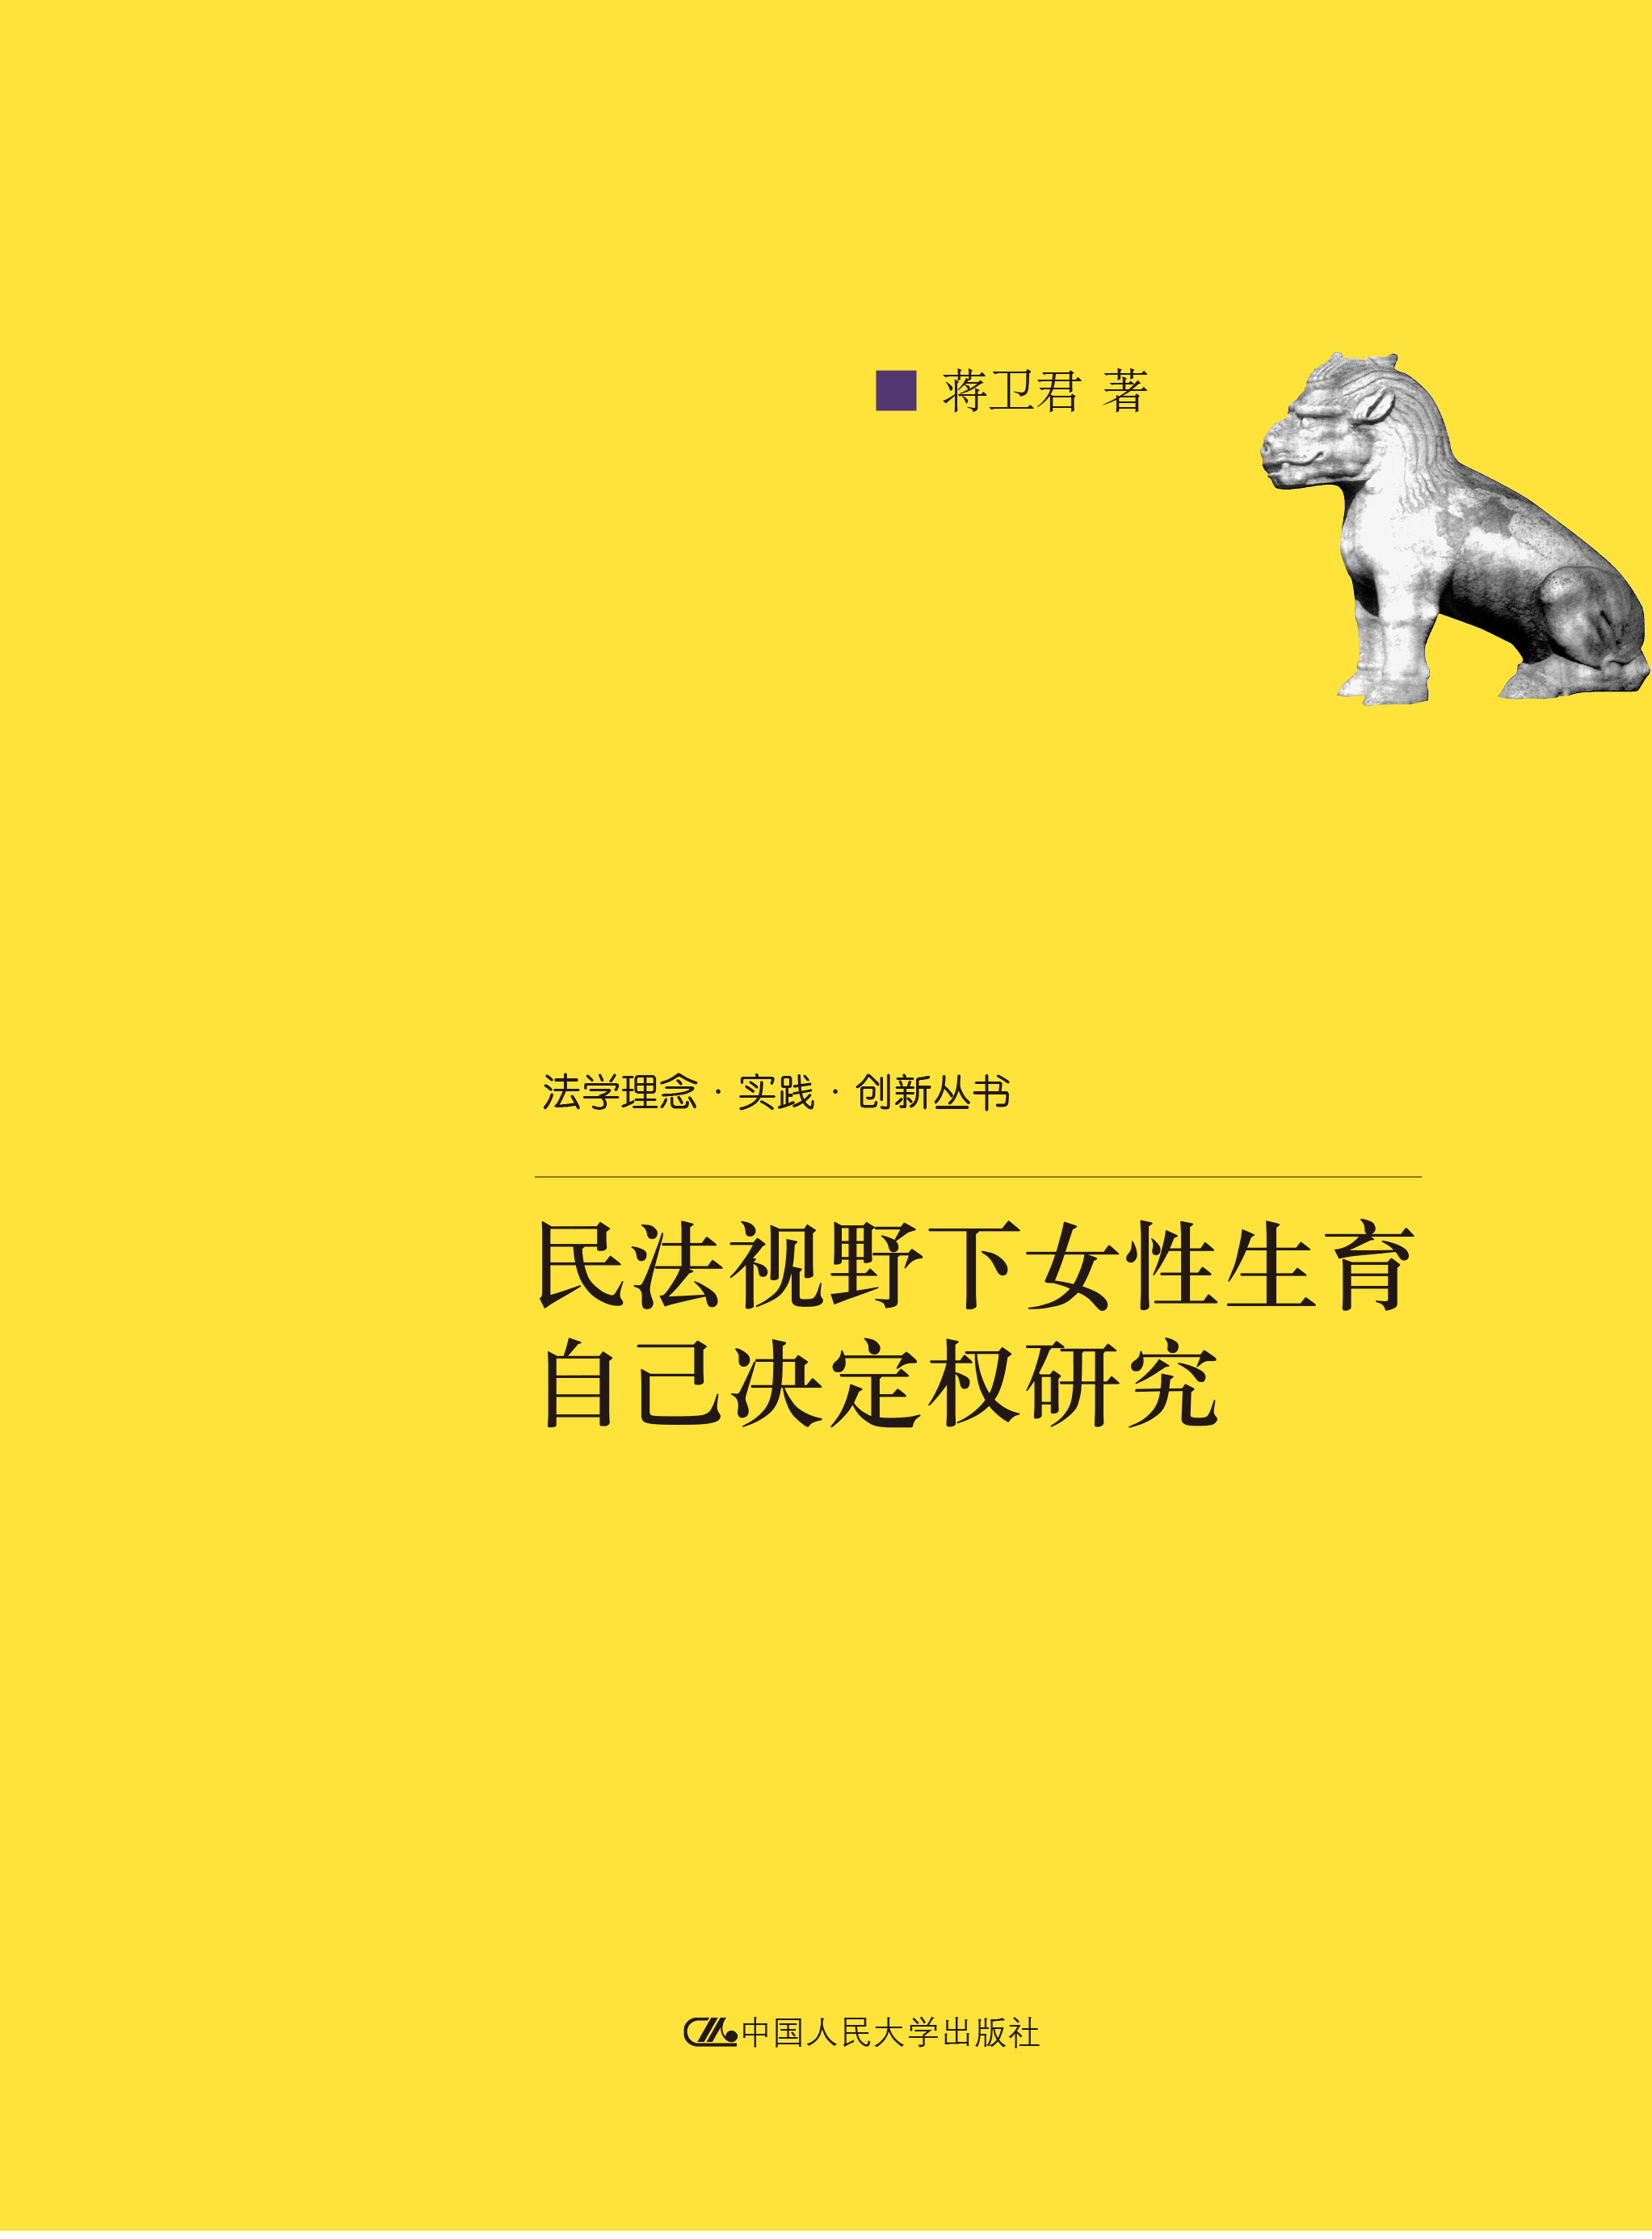 蒋卫君 著
法学理念·实践·创新丛书
民法视野下女性生育
自己决定权研究
中国人民大学出版社